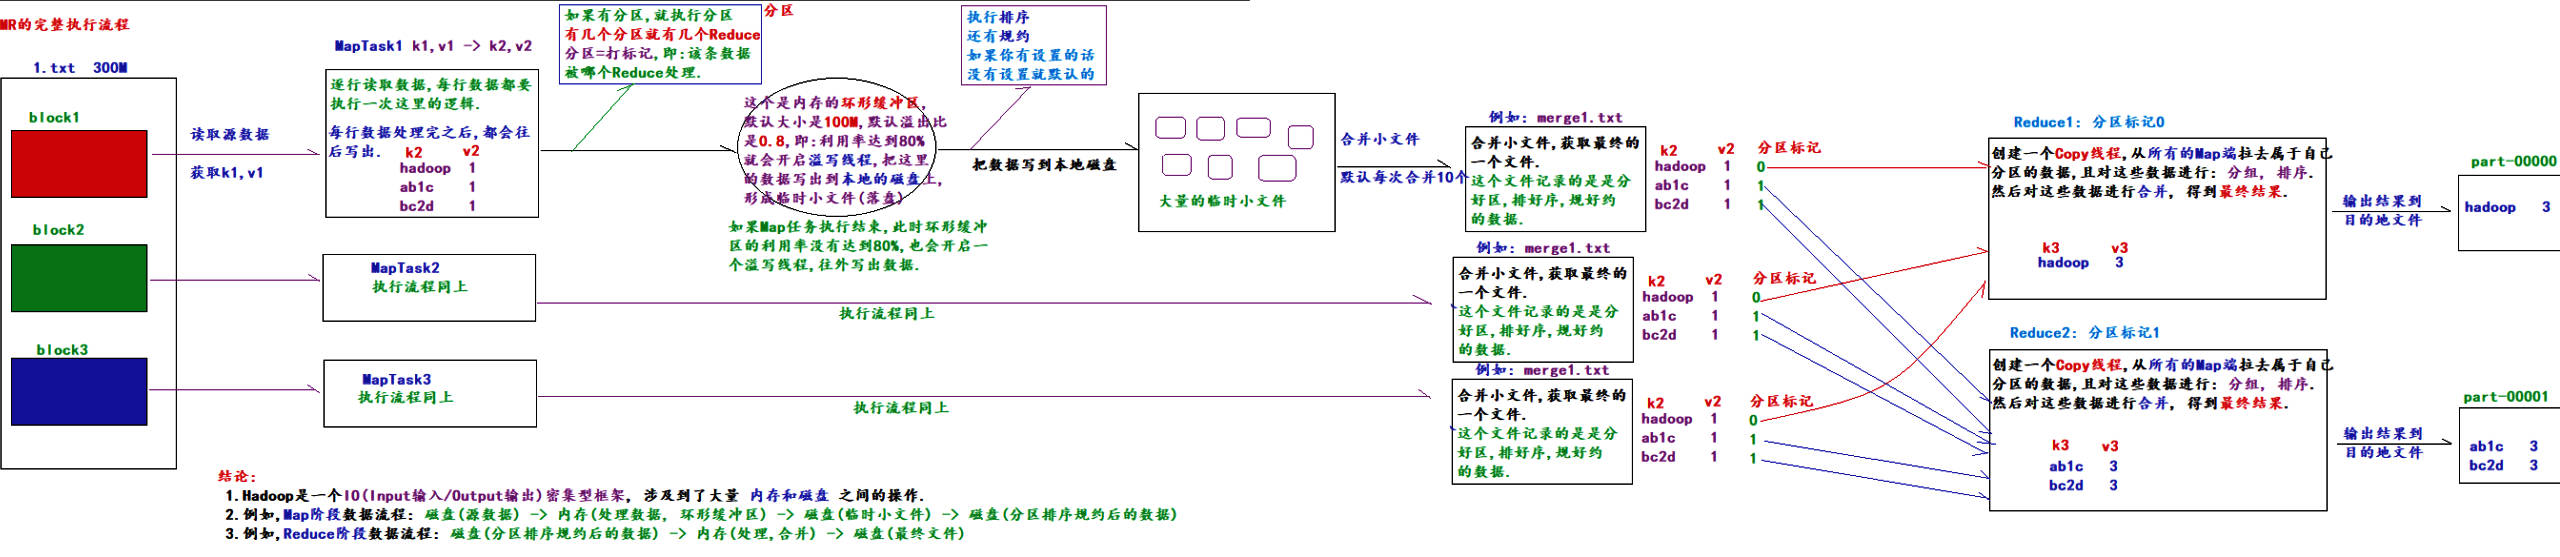 MR的完整执行流程
1.txt 300M
block1
block2
block3
读取源数据
获取k1,v1
MapTask1 k1,v1 -> k2,v2
逐行读取数据,每行数据都要
执行一次这里的逻辑.
每行数据处理完之后,都会往
后写出.
k2 v2
hadoop 1
ab1c 1
bc2d 1
MapTask2
执行流程同上
MapTask3
执行流程同上
如果有分区,就执行分区
有几个分区就有几个Reduce
分区=打标记,即:该条数据
被哪个Reduce处理.
分区
这个是内存的环形缓冲区,
默认大小是100M,默认溢出比
是0.8,即:利用率达到80%
就会开启溢写线程,把这里
的数据写出到本地的磁盘上,
形成临时小文件(落盘)
如果Map任务执行结束,此时环形缓冲
区的利用率没有达到80%,也会开启一
个溢写线程,往外写出数据.
执行排序
还有规约
如果你有设置的话
没有设置就默认的
把数据写到本地磁盘
大量的临时小文件
合并小文件
默认每次合并10个
执行流程同上
执行流程同上
例如: merge1.txt
合并小文件,获取最终的
一个文件.
这个文件记录的是是分
好区,排好序,规好约
的数据.
k2 v2 分区标记
hadoop 1 0
ab1c 1 1
bc2d 1 1
例如: merge1.txt
合并小文件,获取最终的
一个文件.
这个文件记录的是是分
好区,排好序,规好约
的数据.
k2 v2 分区标记
hadoop 1 0
ab1c 1 1
bc2d 1 1
例如: merge1.txt
合并小文件,获取最终的
一个文件.
这个文件记录的是是分
好区,排好序,规好约
的数据.
k2 v2 分区标记
hadoop 1 0
ab1c 1 1
bc2d 1 1
Reduce1: 分区标记0
创建一个Copy线程,从所有的Map端拉去属于自己
分区的数据,且对这些数据进行: 分组, 排序.
然后对这些数据进行合并, 得到最终结果.
k3 v3
hadoop 3
Reduce2: 分区标记1
创建一个Copy线程,从所有的Map端拉去属于自己
分区的数据,且对这些数据进行: 分组, 排序.
然后对这些数据进行合并, 得到最终结果.
k3 v3
ab1c 3
bc2d 3
输出结果到
目的地文件
part-00000
hadoop 3
输出结果到
目的地文件
part-00001
ab1c 3
bc2d 3
结论:
1.Hadoop是一个IO(Input输入/Output输出)密集型框架, 涉及到了大量 内存和磁盘 之间的操作.
2.例如,Map阶段数据流程: 磁盘(源数据) -> 内存(处理数据, 环形缓冲区) -> 磁盘(临时小文件) -> 磁盘(分区排序规约后的数据)
3.例如,Reduce阶段数据流程: 磁盘(分区排序规约后的数据) -> 内存(处理,合并) -> 磁盘(最终文件)